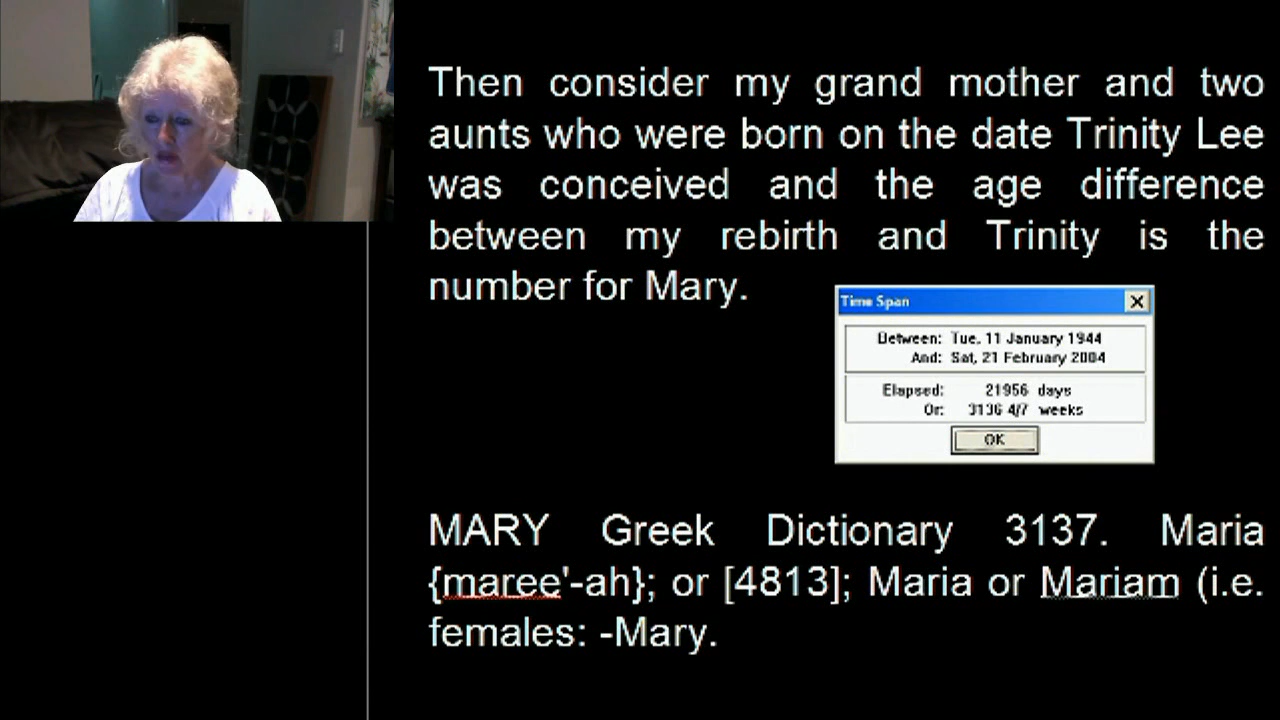 Then consider my grand mother and two
aunts who were born on the date Trinity Lee
was conceived and the age difference
between my rebirth and Trinity is the
number for Mary.
Time Span
Between: Tue, 11 January 1944
And: Sat, 21 February 2004
Elapsed: 21956 days
Or: 3136 4/7 weeks
OK
MARY Greek Dictionary 3137. Maria
{maree'-ah}; or [4813]; Maria or Mariam (i.e.
females: -Mary.